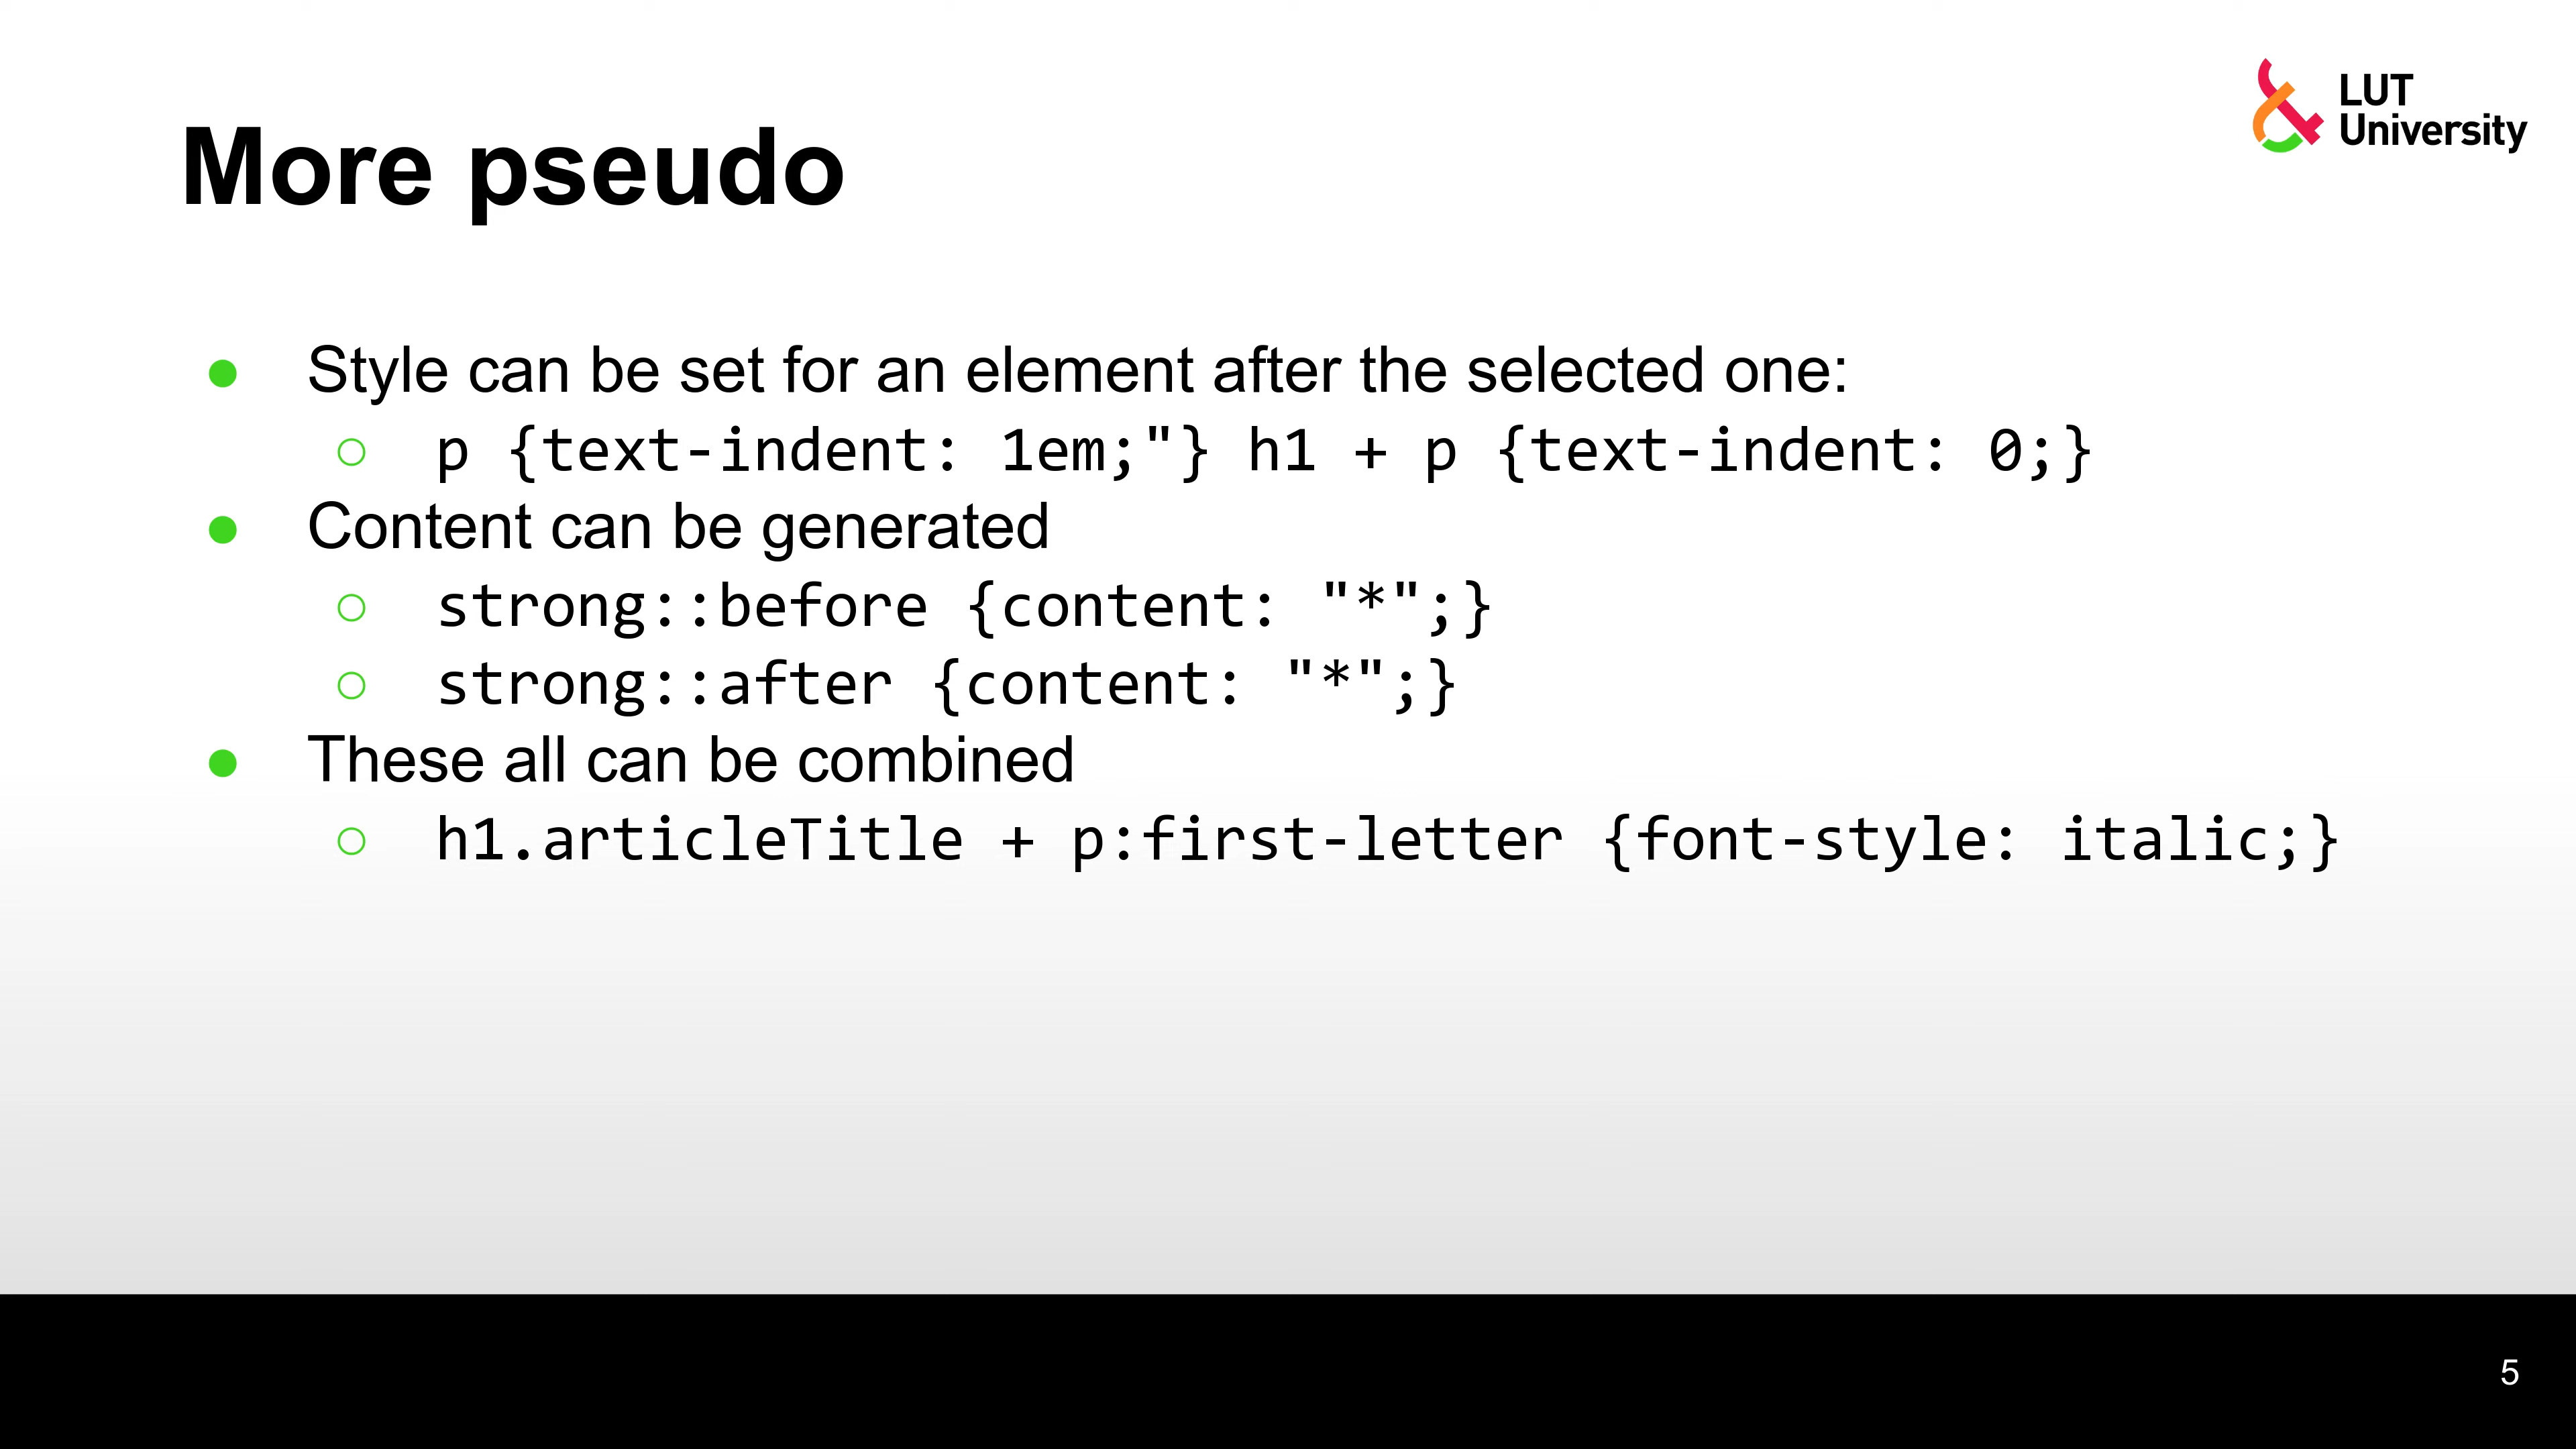 LUT
University
More pseudo
● Style can be set for an element after the selected one:
○ p {text-indent: 1em;"} h1 + p {text-indent: 0;}
● Content can be generated
○ strong::before {content: "*";}
○ strong::after {content: "*";}
● These all can be combined
○ h1.articleTitle + p:first-letter {font-style: italic;}
5